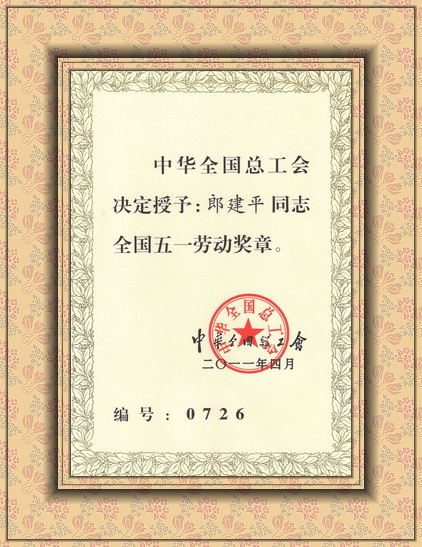 中华全国总工会
决定授予：郎建平 同志
全国五一劳动奖章。
中华全国总工会
中華全国总工會
二〇一一年四月
编号：0726